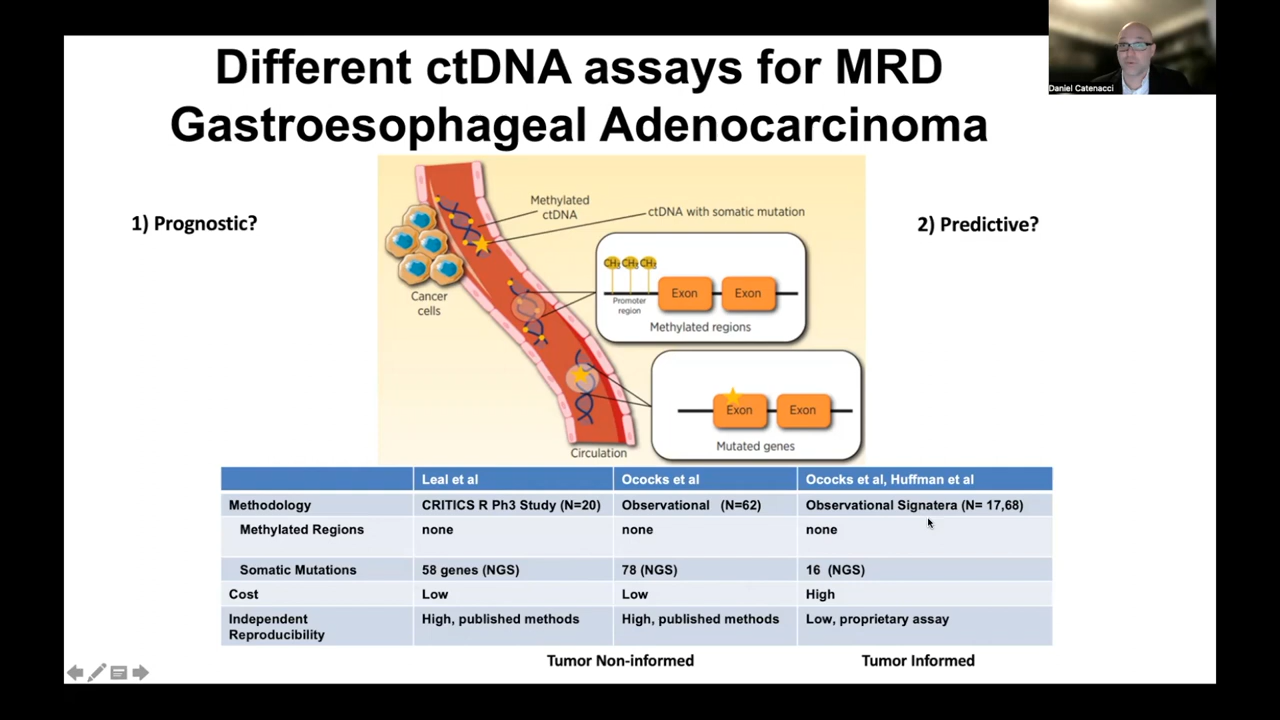 Different ctDNA assays for MRD
Gastroesophageal Adenocarcinoma
Daniel Catenacci
1) Prognostic?
2) Predictive?
Methylated
ctDNA
ctDNA with somatic mutation
CH₃ CH₃ CH₃
Promoter
region
Exon
Exon
Methylated regions
Cancer
cells
Exon
Exon
Mutated genes
Circulation
Leal et al Ococks et al Ococks et al, Huffman et al
Methodology CRITICS R Ph3 Study (N=20) Observational (N=62) Observational Signatera (N= 17,68)
Methylated Regions none none none
Somatic Mutations 58 genes (NGS) 78 (NGS) 16 (NGS)
Cost Low Low High
Independent High, published methods High, published methods Low, proprietary assay
Reproducibility
Tumor Non-informed Tumor Informed